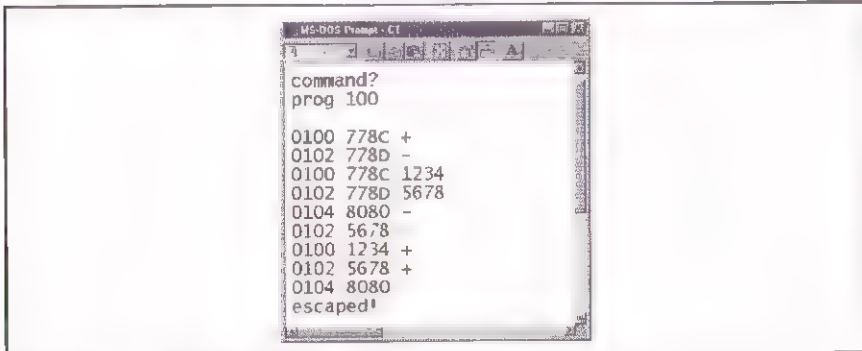 MS-DOS Prompt - CT
command?
prog 100
0100 778C +
0102 778D -
0100 778C 1234
0102 778D 5678
0104 8080 -
0102 5678
0100 1234 +
0102 5678 +
0104 8080
escaped!